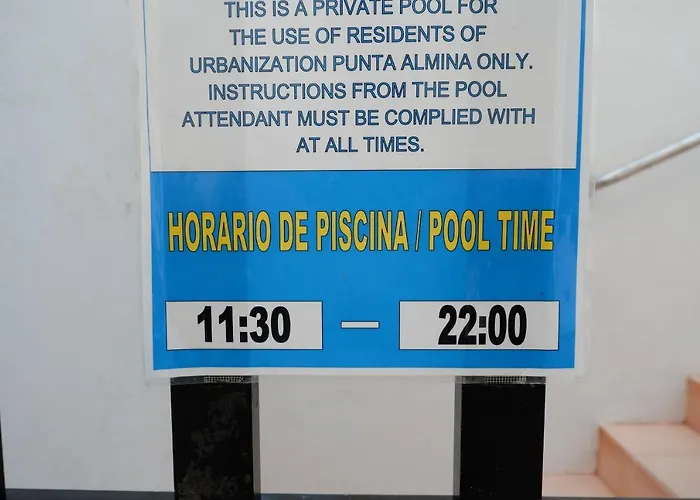 THIS IS A PRIVATE POOL FOR
THE USE OF RESIDENTS OF
URBANIZATION PUNTA ALMINA ONLY.
INSTRUCTIONS FROM THE POOL
ATTENDANT MUST BE COMPLIED WITH
AT ALL TIMES.
HORARIO DE PISCINA / POOL TIME
11:30 — 22:00